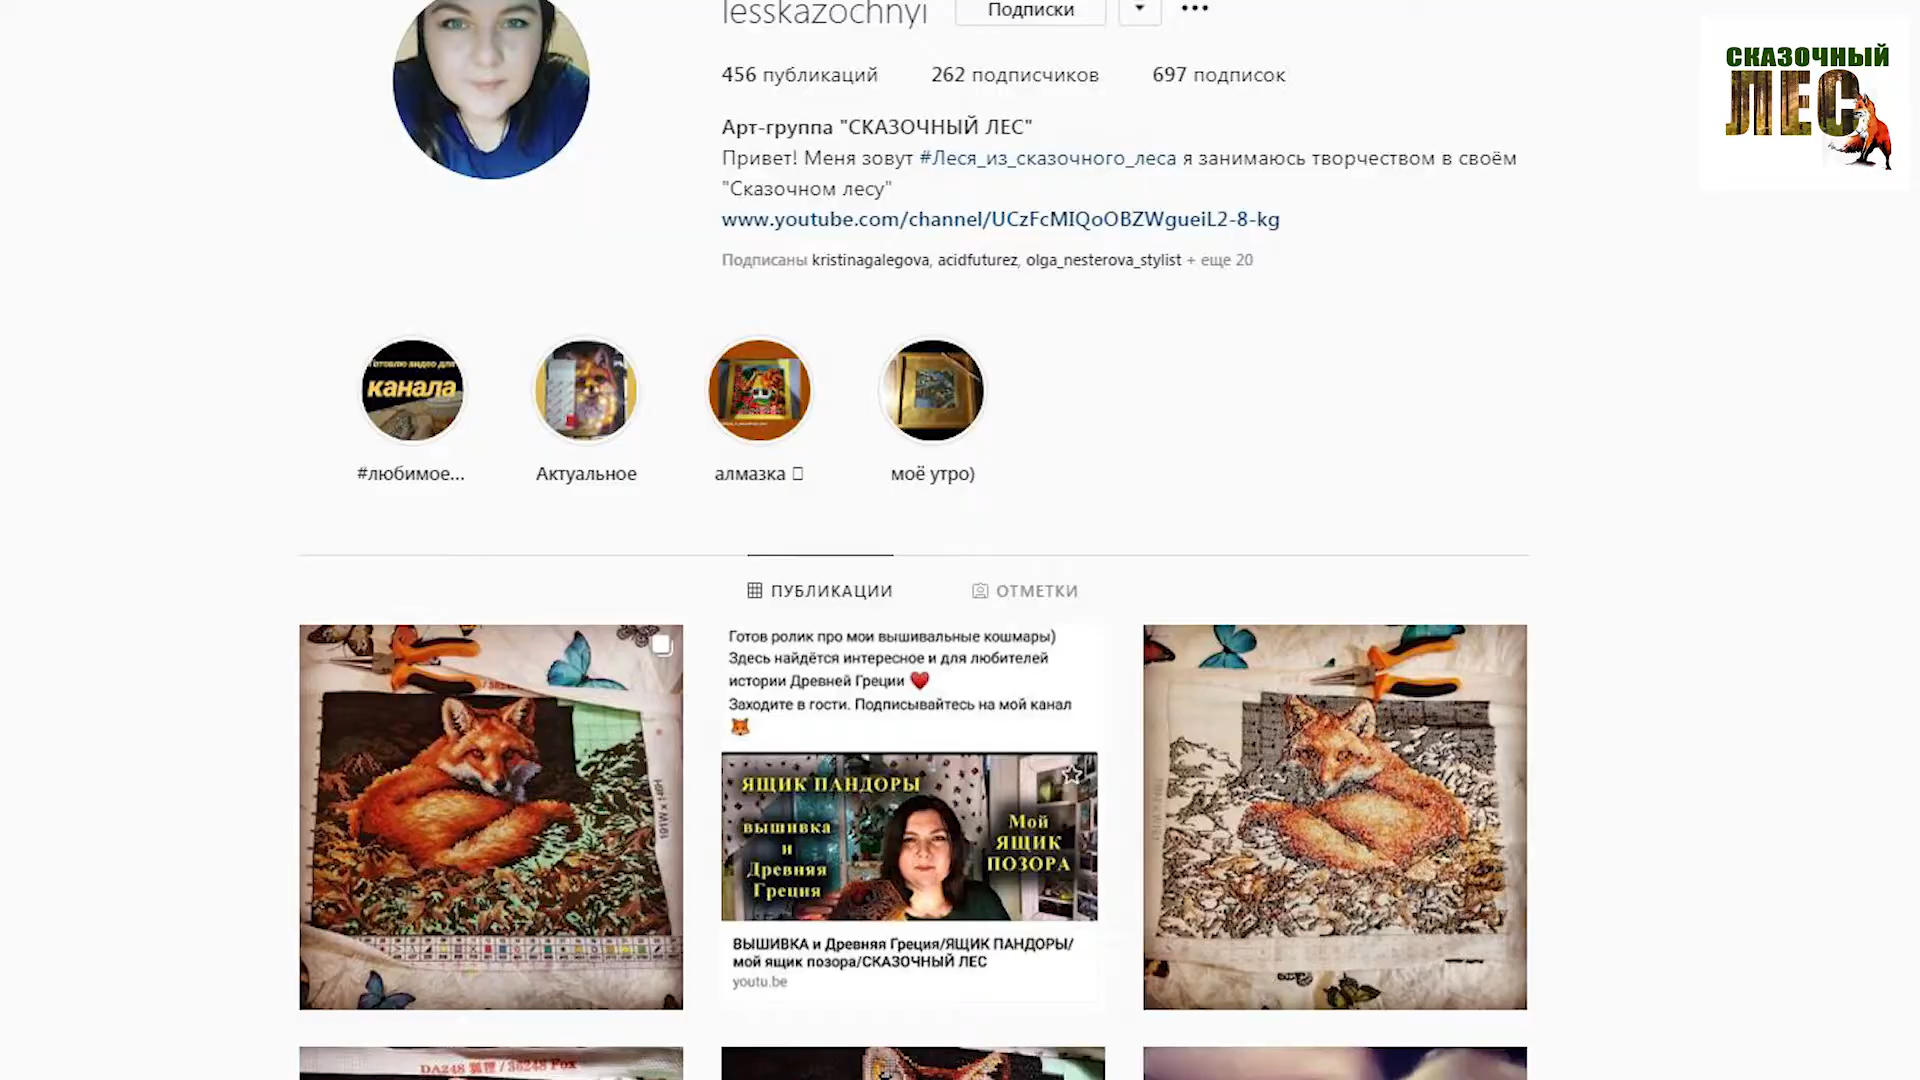 lesskazochnyi
Подписки
СКАЗОЧНЫЙ
ЛЕС
456 публикаций
262 подписчиков
697 подписок
Арт-группа "СКАЗОЧНЫЙ ЛЕС"
Привет! Меня зовут #Леся_из_сказочного_леса я занимаюсь творчеством в своём
"Сказочном лесу"
www.youtube.com/channel/UCzFcMIQoOBZWgueiL2-8-kg
Подписаны kristinagalegova, acidfuturez, olga_nesterova_stylist + еще 20
канала
#любимое...
Актуальное
алмазка
моё утро)
ПУБЛИКАЦИИ
ОТМЕТКИ
191W x 146H
Готов ролик про мои вышивальные кошмары)
Здесь найдётся интересное и для любителей
истории Древней Греции ❤
Заходите в гости. Подписывайтесь на мой канал
🦊
ЯЩИК ПАНДОРЫ
вышивка
и
Древняя
Греция
Мой
ЯЩИК
ПОЗОРА
ВЫШИВКА и Древняя Греция/ЯЩИК ПАНДОРЫ/
мой ящик позора/СКАЗОЧНЫЙ ЛЕС
youtu.be